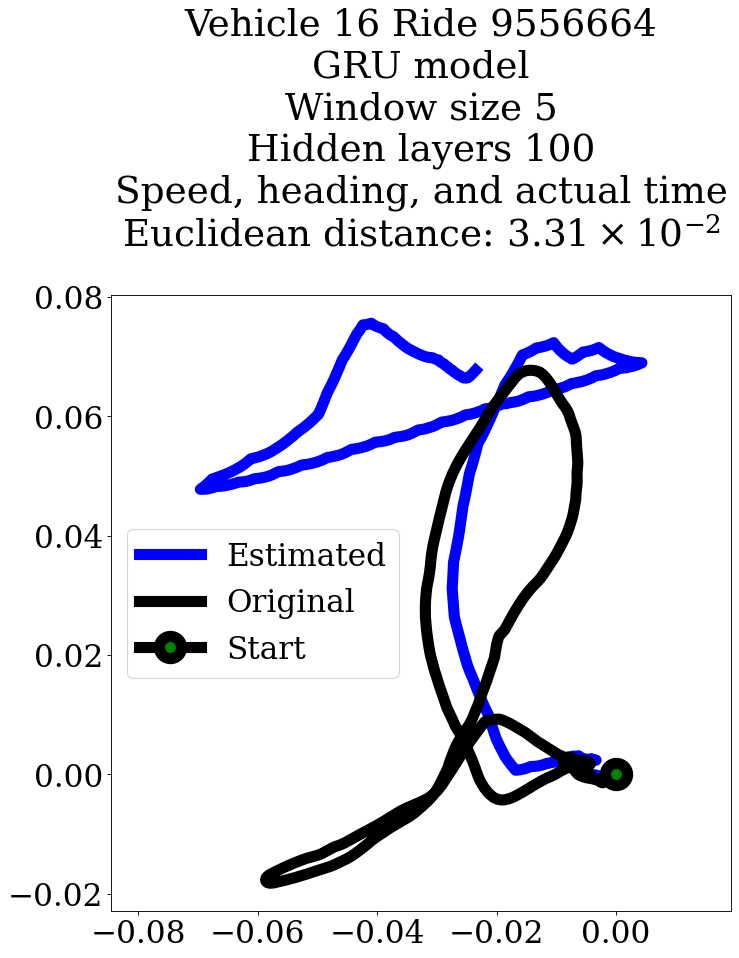 Vehicle 16 Ride 9556664
GRU model
Window size 5
Hidden layers 100
Speed, heading, and actual time
Euclidean distance: 3.31 × 10⁻²
0.08
0.06
0.04
0.02
0.00
−0.02
Estimated
Original
Start
−0.08 −0.06 −0.04 −0.02 0.00